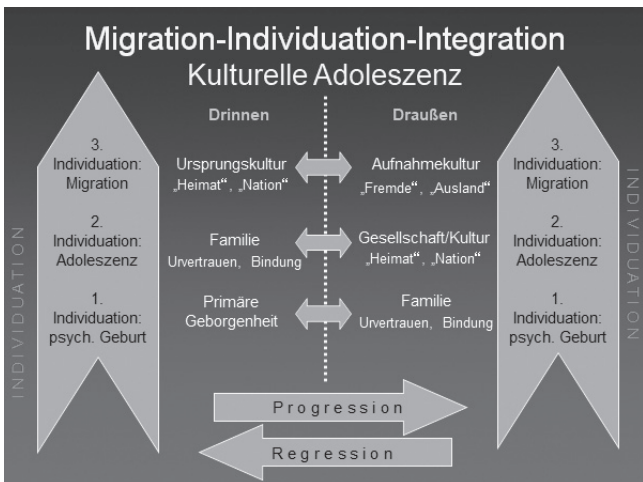 Migration-Individuation-Integration
Kulturelle Adoleszenz
INDIVIDUATION
3.
Individuation:
Migration
2.
Individuation:
Adoleszenz
1.
Individuation:
psych. Geburt
Drinnen
Draußen
Ursprungskultur
„Heimat“, „Nation“
Aufnahmekultur
„Fremde“, „Ausland“
Familie
Urvertrauen, Bindung
Gesellschaft/Kultur
„Heimat“, „Nation“
Primäre
Geborgenheit
Familie
Urvertrauen, Bindung
3.
Individuation:
Migration
2.
Individuation:
Adoleszenz
1.
Individuation:
psych. Geburt
INDIVIDUATION
Progression
Regression